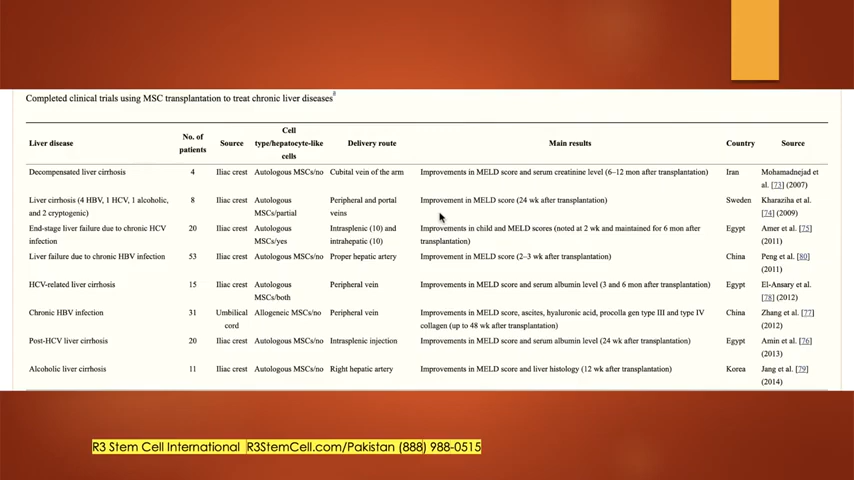 Completed clinical trials using MSC transplantation to treat chronic liver diseases
Liver disease No. of patients Source Cell type/hepatocyte-like cells Delivery route Main results Country Source
Decompensated liver cirrhosis 4 Iliac crest Autologous MSCs/no Cubital vein of the arm Improvements in MELD score and serum creatinine level (6–12 mon after transplantation) Iran Mohamadnejad et al. [73] (2007)
Liver cirrhosis (4 HBV, 1 HCV, 1 alcoholic, and 2 cryptogenic) 8 Iliac crest Autologous MSCs/partial Peripheral and portal veins Improvement in MELD score (24 wk after transplantation) Sweden Kharaziha et al. [74] (2009)
End-stage liver failure due to chronic HCV infection 20 Iliac crest Autologous MSCs/yes Intrasplenic (10) and intrahepatic (10) Improvements in child and MELD scores (noted at 2 wk and maintained for 6 mon after transplantation) Egypt Amer et al. [75] (2011)
Liver failure due to chronic HBV infection 53 Iliac crest Autologous MSCs/no Proper hepatic artery Improvement in MELD score (2–3 wk after transplantation) China Peng et al. [80] (2011)
HCV-related liver cirrhosis 15 Iliac crest Autologous MSCs/both Peripheral vein Improvements in MELD score and serum albumin level (3 and 6 mon after transplantation) Egypt El-Ansary et al. [78] (2012)
Chronic HBV infection 31 Umbilical cord Allogeneic MSCs/no Peripheral vein Improvements in MELD score, ascites, hyaluronic acid, procolla gen type III and type IV collagen (up to 48 wk after transplantation) China Zhang et al. [77] (2012)
Post-HCV liver cirrhosis 20 Iliac crest Autologous MSCs/no Intrasplenic injection Improvements in MELD score and serum albumin level (24 wk after transplantation) Egypt Amin et al. [76] (2013)
Alcoholic liver cirrhosis 11 Iliac crest Autologous MSCs/no Right hepatic artery Improvements in MELD score and liver histology (12 wk after transplantation) Korea Jang et al. [79] (2014)
R3 Stem Cell International R3StemCell.com/Pakistan (888) 988-0515